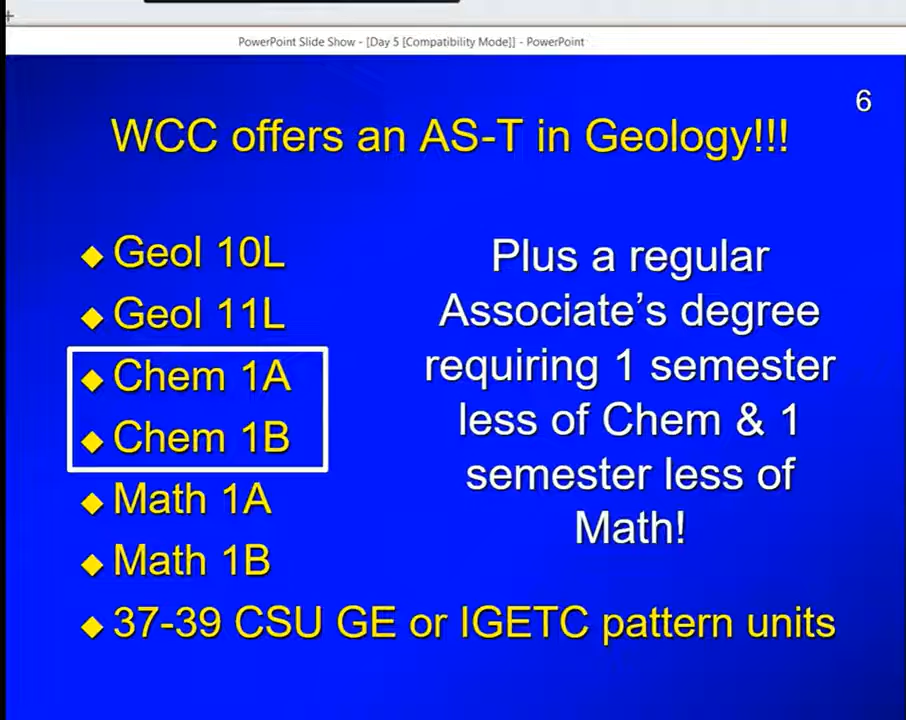 PowerPoint Slide Show - [Day 5 [Compatibility Mode]] - PowerPoint
6
WCC offers an AS-T in Geology!!!
◆ Geol 10L
◆ Geol 11L
◆ Chem 1A
◆ Chem 1B
◆ Math 1A
◆ Math 1B
◆ 37-39 CSU GE or IGETC pattern units
Plus a regular
Associate’s degree
requiring 1 semester
less of Chem & 1
semester less of
Math!